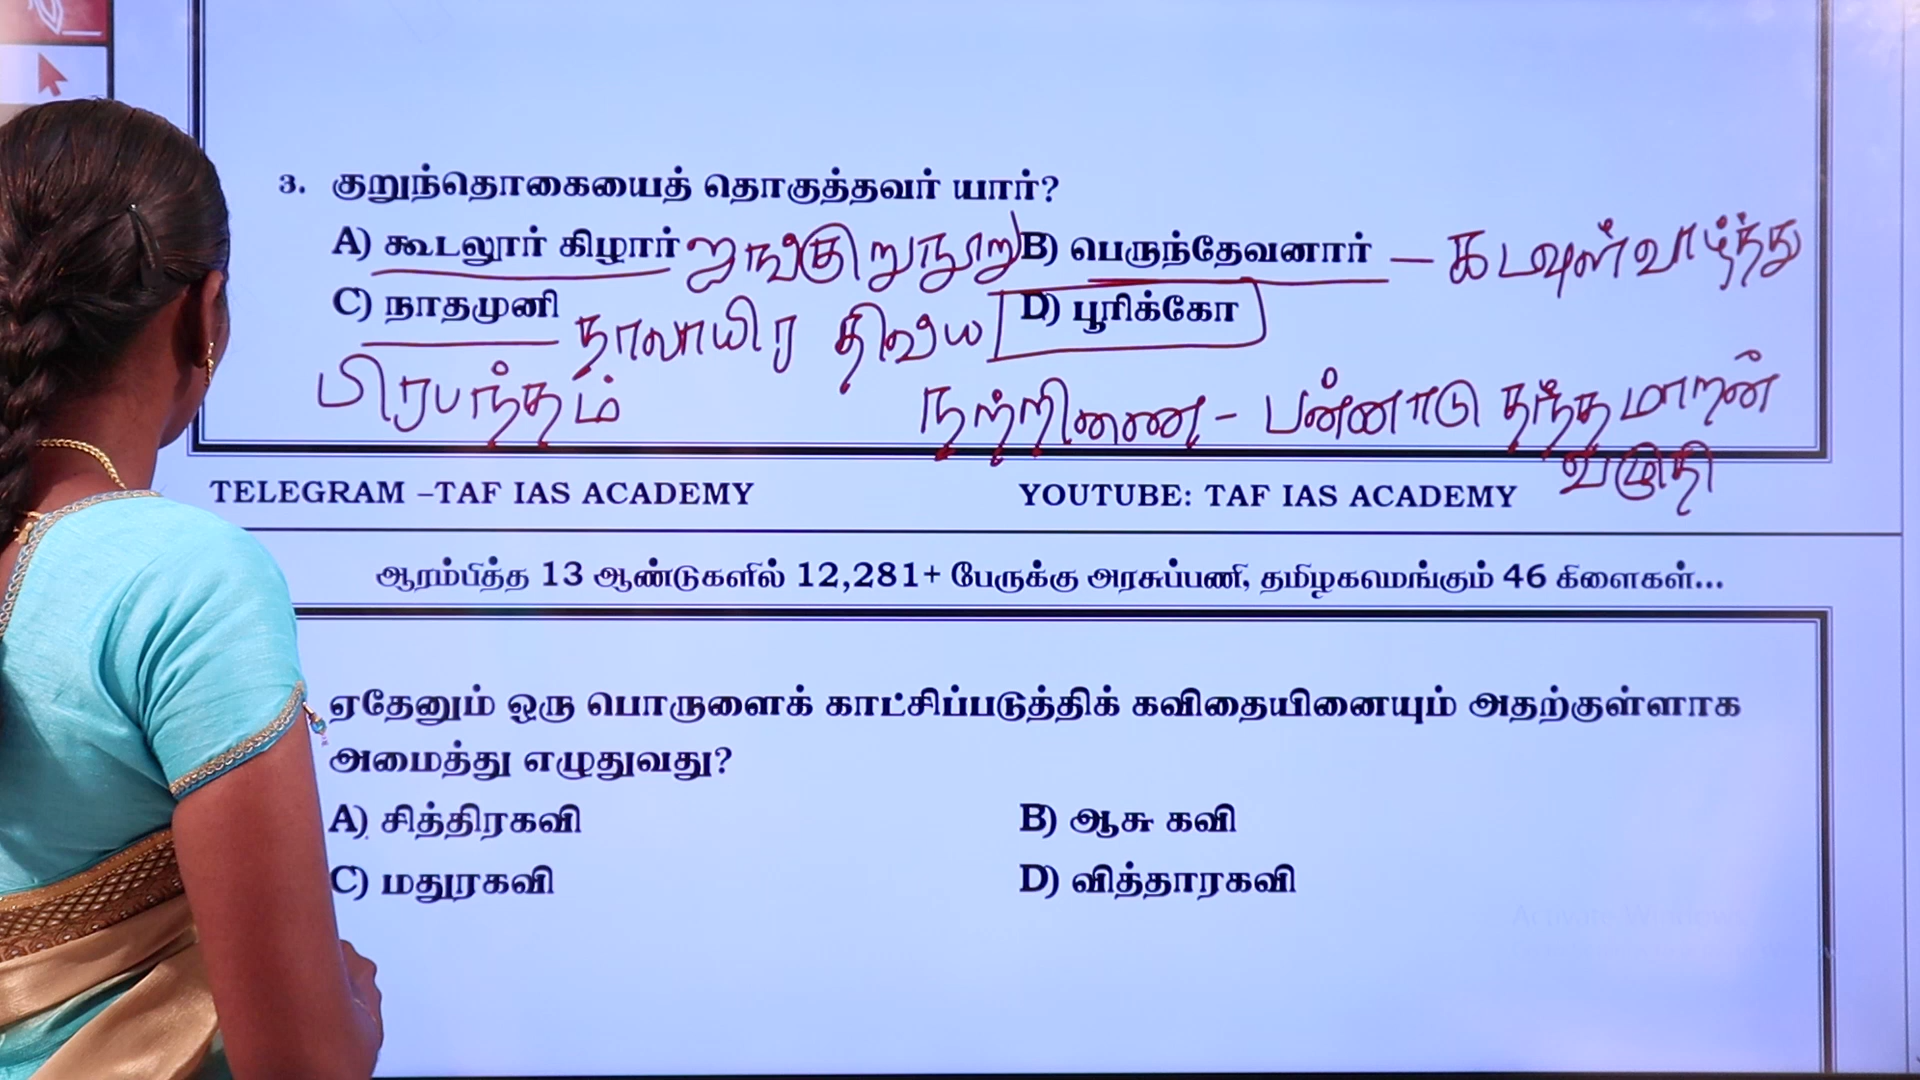 3. குறுந்தொகையைத் தொகுத்தவர் யார்?
A) கூடலூர் கிழார் ஐங்குறுநூறு B) பெருந்தேவனார் – கடவுள் வாழ்த்து
C) நாதமுனி நாலாயிர திவ்ய D) பூரிக்கோ
பிரபந்தம் நற்றிணை - பன்னாடு தந்த மாறன்
வழுதி
TELEGRAM –TAF IAS ACADEMY YOUTUBE: TAF IAS ACADEMY
ஆரம்பித்த 13 ஆண்டுகளில் 12,281+ பேருக்கு அரசுப்பணி, தமிழகமெங்கும் 46 கிளைகள்...
ஏதேனும் ஒரு பொருளைக் காட்சிப்படுத்திக் கவிதையினையும் அதற்குள்ளாக
அமைத்து எழுதுவது?
A) சித்திரகவி B) ஆசு கவி
C) மதுரகவி D) வித்தாரகவி
Activate Windows